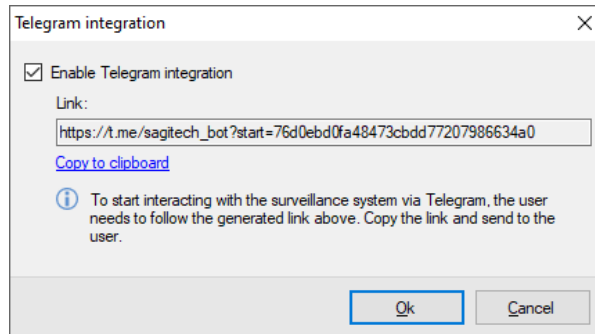 Telegram integration
Enable Telegram integration
Link:
https://t.me/sagitech_bot?start=76d0ebd0fa48473cbdd77207986634a0
Copy to clipboard
To start interacting with the surveillance system via Telegram, the user
needs to follow the generated link above. Copy the link and send to the
user.
Ok
Cancel